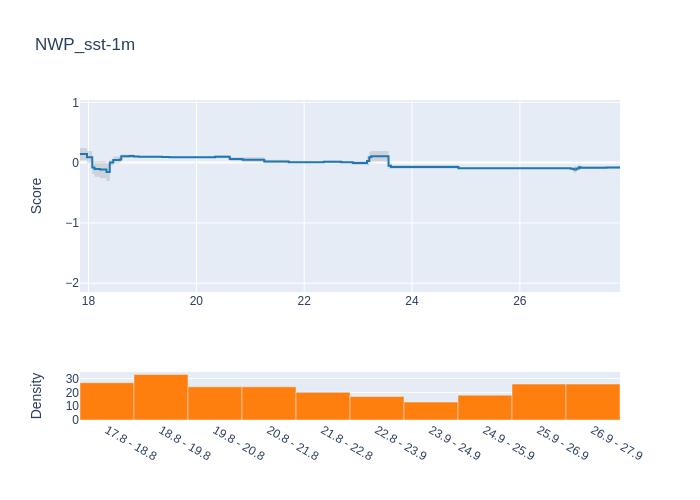 NWP_sst-1m
1
0
−1
−2
Score
18
20
22
24
26
30
20
10
0
Density
17.8 - 18.8
18.8 - 19.8
19.8 - 20.8
20.8 - 21.8
21.8 - 22.8
22.8 - 23.9
23.9 - 24.9
24.9 - 25.9
25.9 - 26.9
26.9 - 27.9